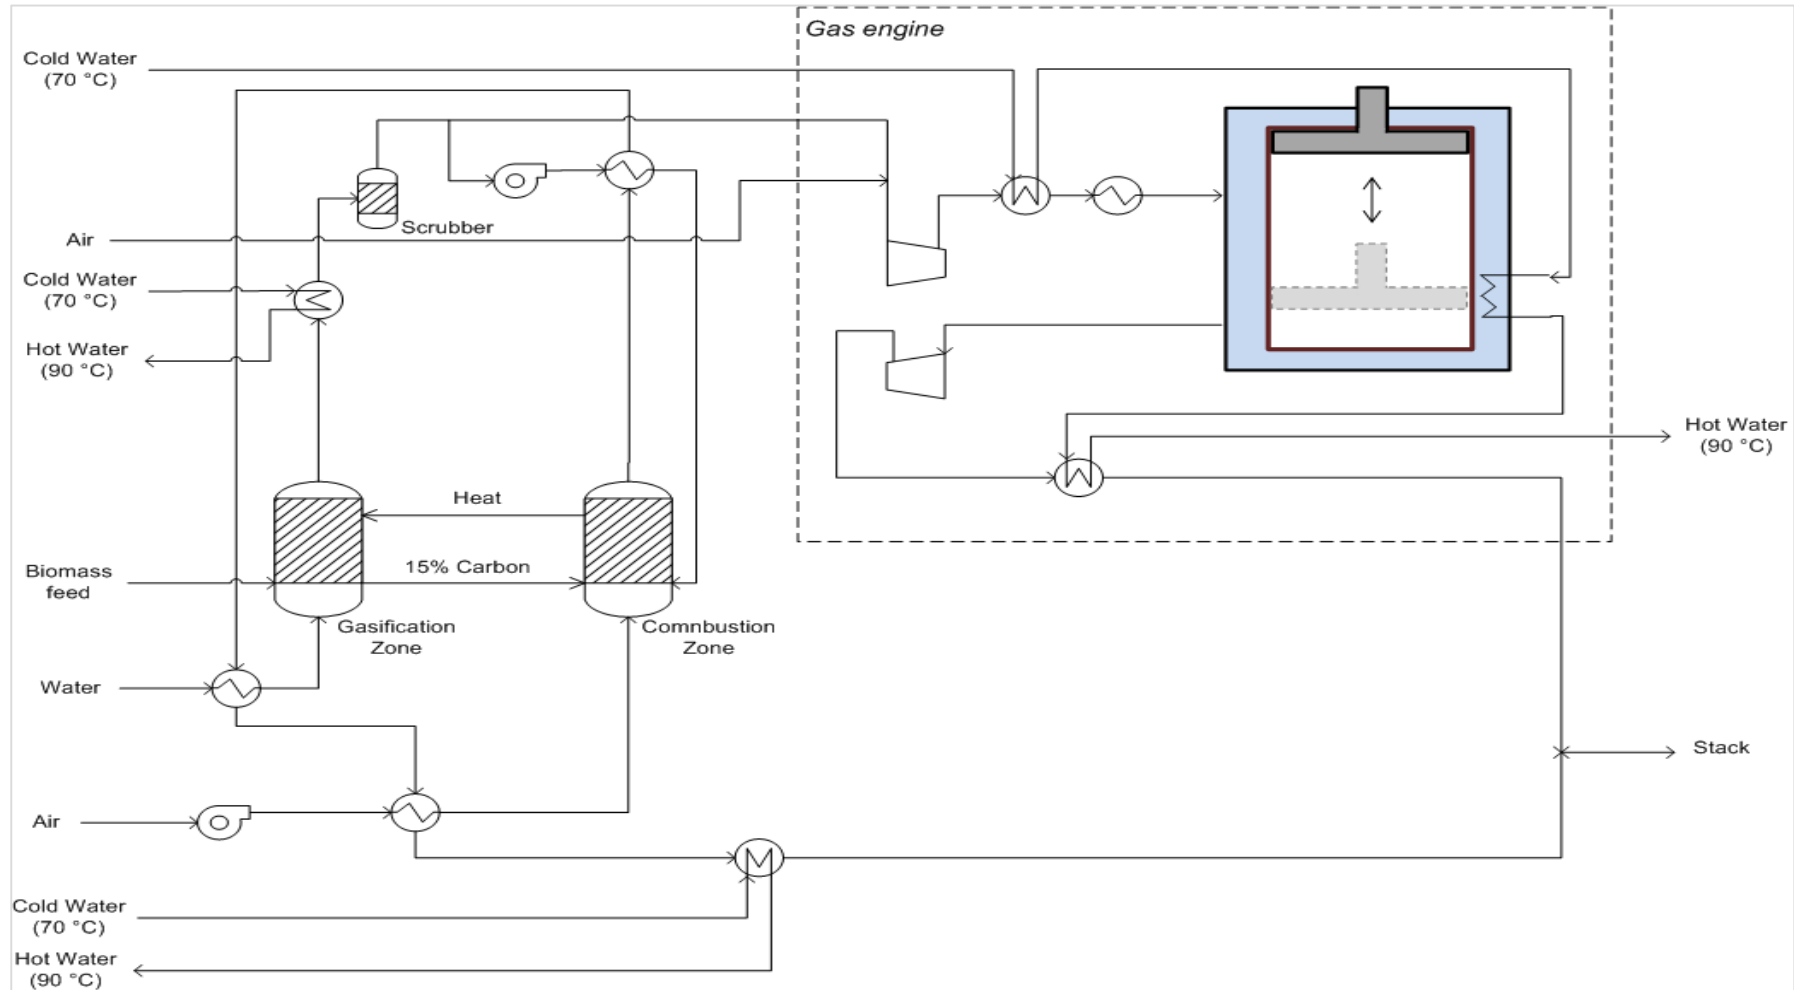 Gas engine
Cold Water
(70 °C)
Scrubber
Air
Cold Water
(70 °C)
Hot Water
(90 °C)
Hot Water
(90 °C)
Heat
15% Carbon
Biomass
feed
Gasification
Zone
Comnbustion
Zone
Water
Stack
Air
Cold Water
(70 °C)
Hot Water
(90 °C)